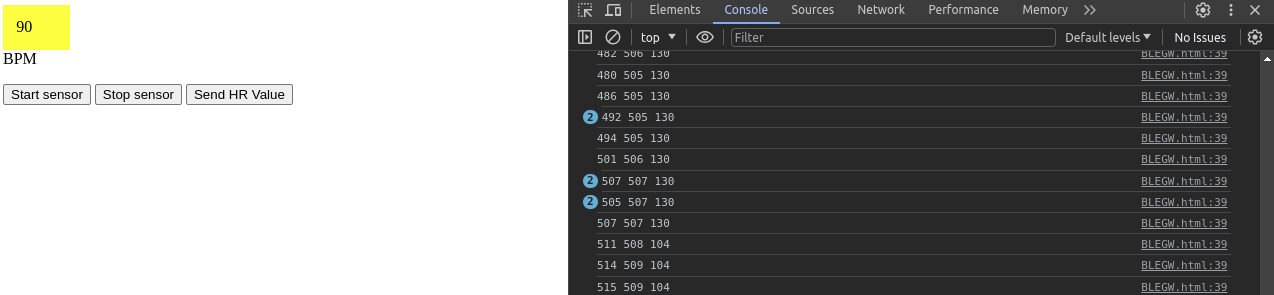 90
BPM
Start sensor Stop sensor Send HR Value
Elements Console Sources Network Performance Memory
top Filter Default levels No Issues
482 506 130 BLEGW.html:39
480 505 130 BLEGW.html:39
486 505 130 BLEGW.html:39
2 492 505 130 BLEGW.html:39
494 505 130 BLEGW.html:39
501 506 130 BLEGW.html:39
2 507 507 130 BLEGW.html:39
2 505 507 130 BLEGW.html:39
507 507 130 BLEGW.html:39
511 508 104 BLEGW.html:39
514 509 104 BLEGW.html:39
515 509 104 BLEGW.html:39